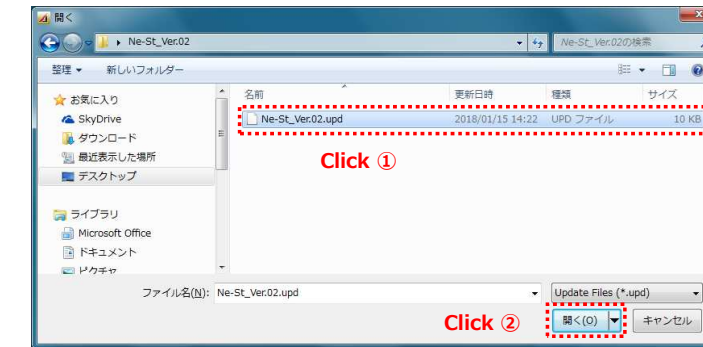 開く
Ne-St_Ver.02
Ne-St_Ver.02の検索
整理 新しいフォルダー
名前 更新日時 種類 サイズ
お気に入り
SkyDrive
ダウンロード
最近表示した場所
デスクトップ
ライブラリ
Microsoft Office
ドキュメント
ピクチャ
Ne-St_Ver.02.upd 2018/01/15 14:22 UPD ファイル 10 KB
Click ①
ファイル名(N): Ne-St_Ver.02.upd Update Files (*.upd)
Click ② 開く(O) キャンセル